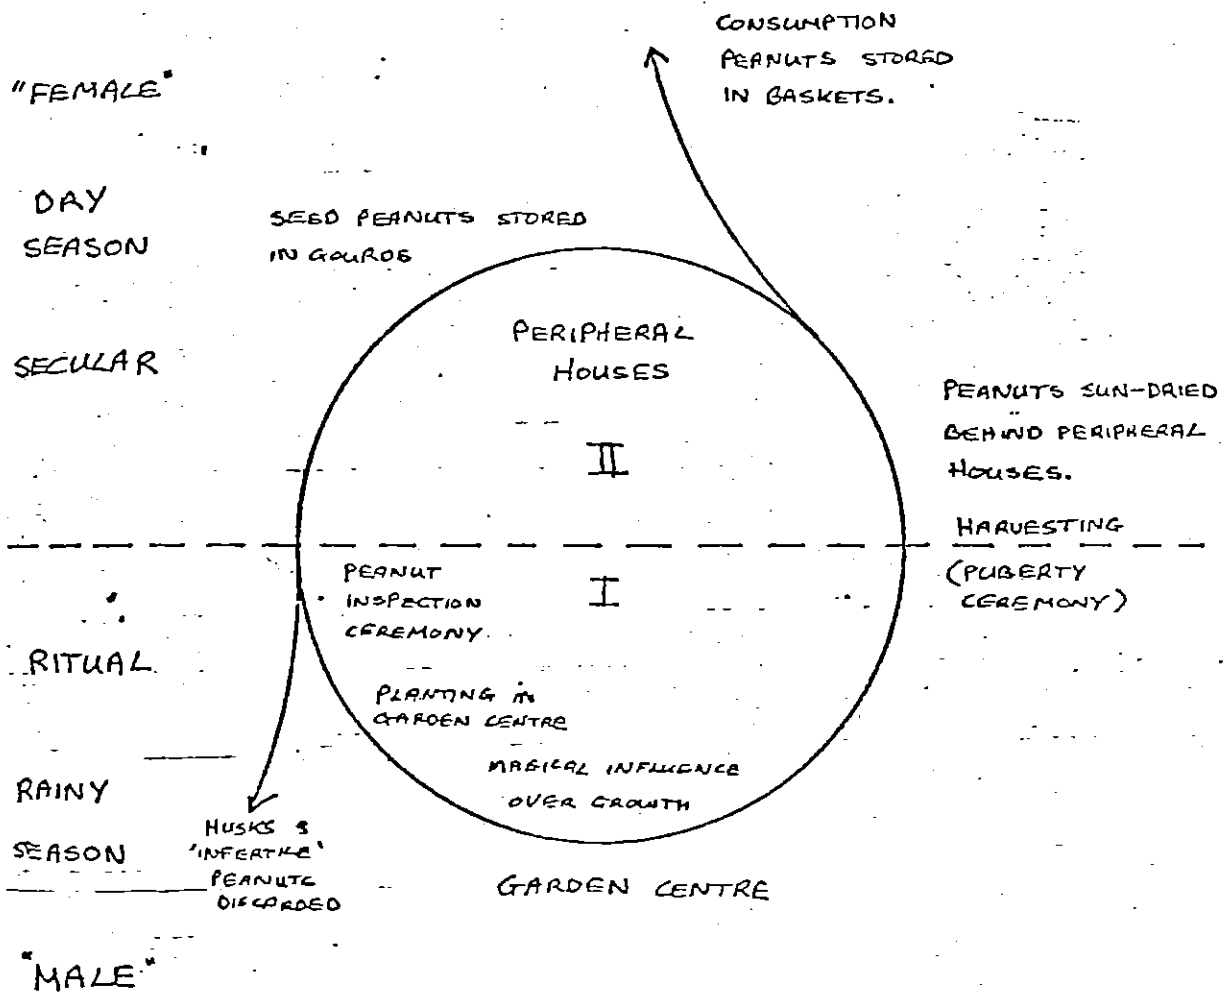 CONSUMPTION
PEANUTS STORED
IN BASKETS.
"FEMALE"
DRY
SEASON
SEED PEANUTS STORED
IN GOURDS
SECULAR
PERIPHERAL
HOUSES
II
PEANUTS SUN-DRIED
BEHIND PERIPHERAL
HOUSES.
HARVESTING
(PUBERTY
CEREMONY)
I
PEANUT
INSPECTION
CEREMONY
RITUAL
PLANTING in
GARDEN CENTRE
MAGICAL INFLUENCE
OVER GROWTH
RAINY
SEASON
HUSKS &
'INFERTILE'
PEANUTS
DISCARDED
GARDEN CENTRE
"MALE"